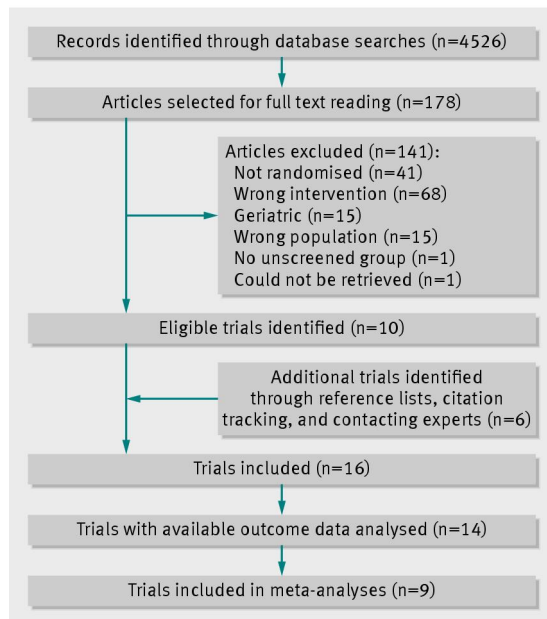 Records identified through database searches (n=4526)
Articles selected for full text reading (n=178)
Articles excluded (n=141):
Not randomised (n=41)
Wrong intervention (n=68)
Geriatric (n=15)
Wrong population (n=15)
No unscreened group (n=1)
Could not be retrieved (n=1)
Eligible trials identified (n=10)
Additional trials identified
through reference lists, citation
tracking, and contacting experts (n=6)
Trials included (n=16)
Trials with available outcome data analysed (n=14)
Trials included in meta-analyses (n=9)